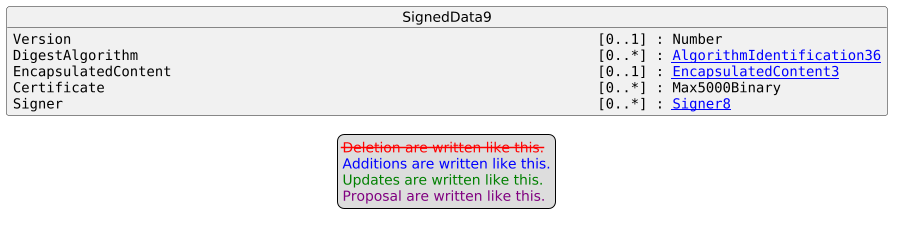 SignedData9
Version [0..1] : Number
DigestAlgorithm [0..*] : AlgorithmIdentification36
EncapsulatedContent [0..1] : EncapsulatedContent3
Certificate [0..*] : Max5000Binary
Signer [0..*] : Signer8
Deletion are written like this.
Additions are written like this.
Updates are written like this.
Proposal are written like this.